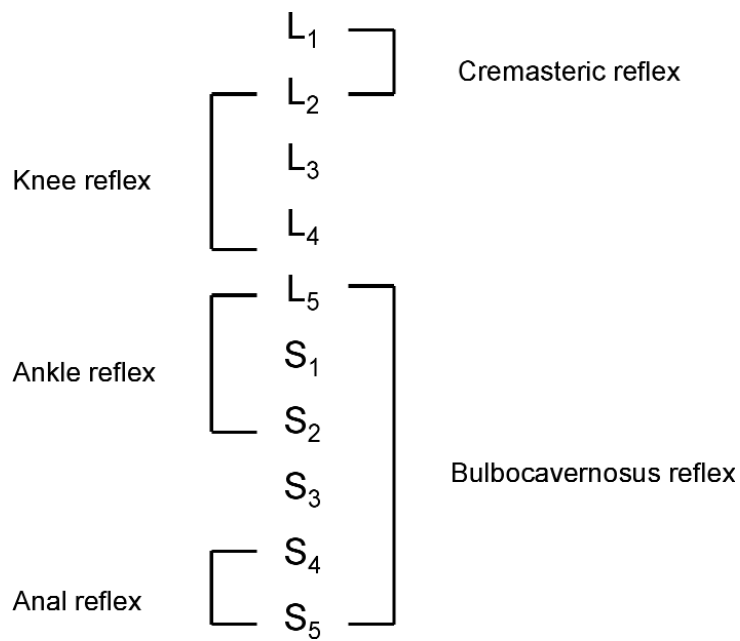 L₁
Cremasteric reflex
L₂
L₃
Knee reflex
L₄
L₅
S₁
Ankle reflex
S₂
Bulbocavernosus reflex
S₃
S₄
Anal reflex
S₅